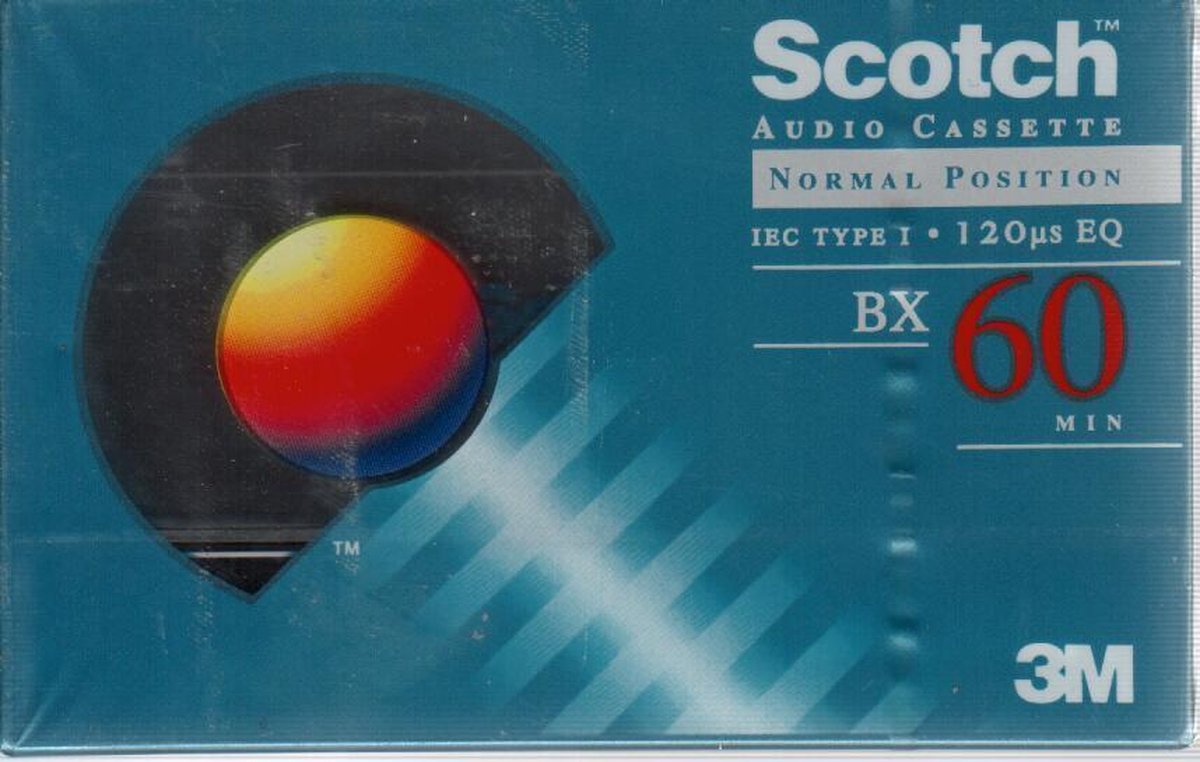 Scotch™
AUDIO CASSETTE
NORMAL POSITION
IEC TYPE I • 120µs EQ
BX 60
MIN
TM
3M